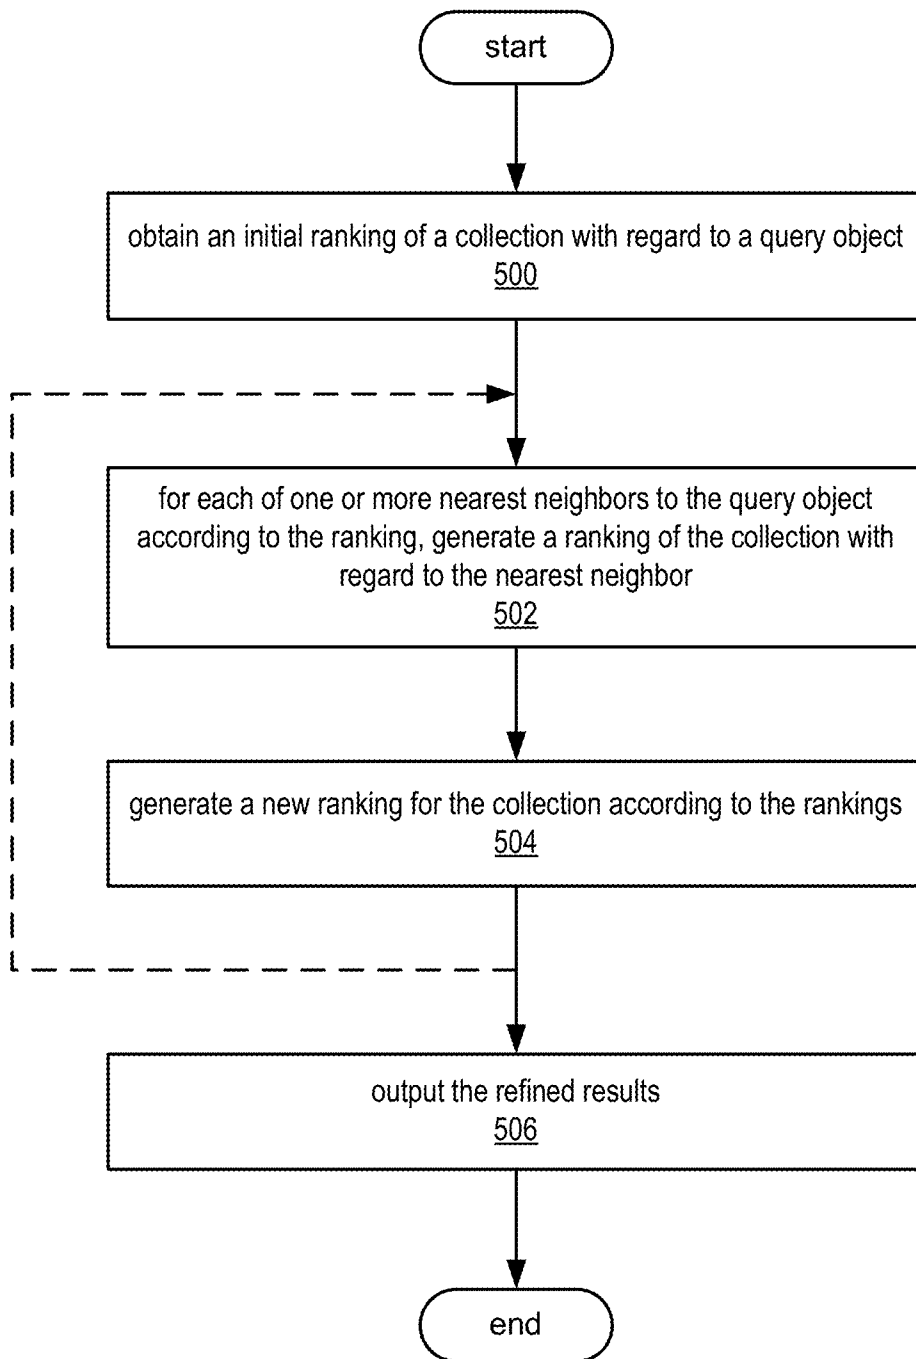 start
obtain an initial ranking of a collection with regard to a query object
500
for each of one or more nearest neighbors to the query object
according to the ranking, generate a ranking of the collection with
regard to the nearest neighbor
502
generate a new ranking for the collection according to the rankings
504
output the refined results
506
end